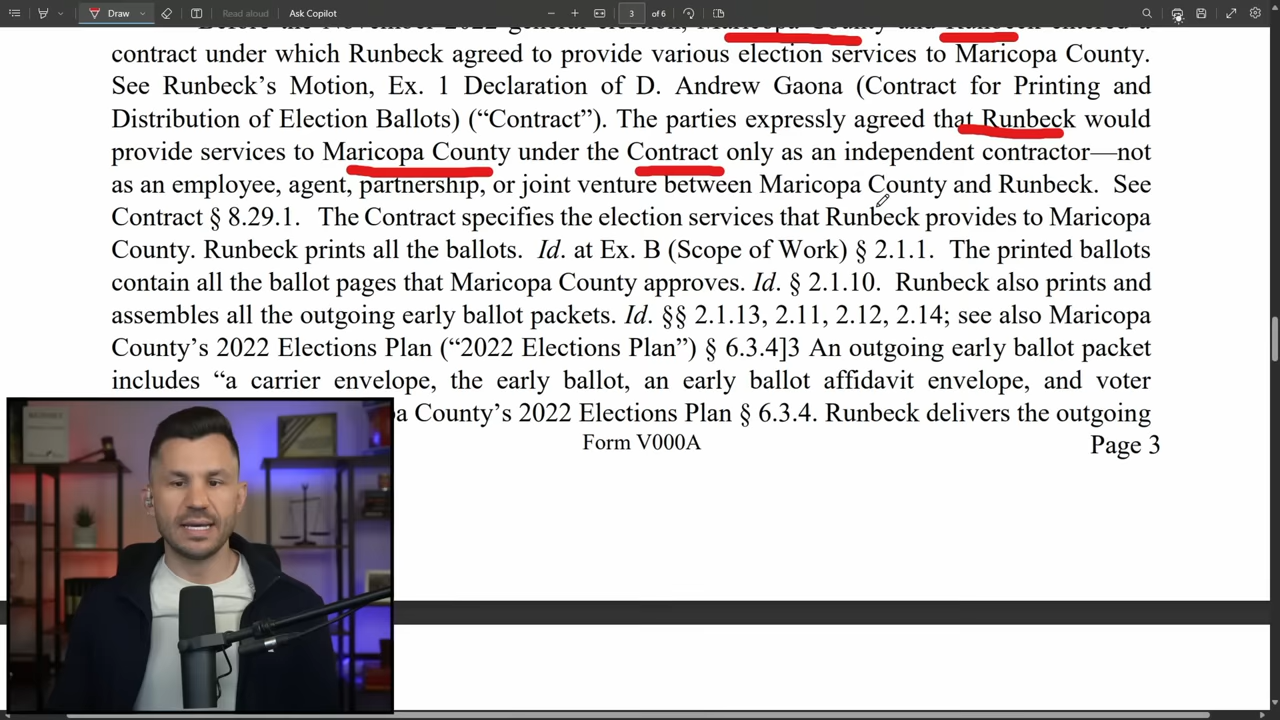 Draw
Read aloud
Ask Copilot
3 of 6
contract under which Runbeck agreed to provide various election services to Maricopa County.
See Runbeck's Motion, Ex. 1 Declaration of D. Andrew Gaona (Contract for Printing and
Distribution of Election Ballots) (“Contract”). The parties expressly agreed that Runbeck would
provide services to Maricopa County under the Contract only as an independent contractor—not
as an employee, agent, partnership, or joint venture between Maricopa County and Runbeck. See
Contract § 8.29.1. The Contract specifies the election services that Runbeck provides to Maricopa
County. Runbeck prints all the ballots. Id. at Ex. B (Scope of Work) § 2.1.1. The printed ballots
contain all the ballot pages that Maricopa County approves. Id. § 2.1.10. Runbeck also prints and
assembles all the outgoing early ballot packets. Id. §§ 2.1.13, 2.11, 2.12, 2.14; see also Maricopa
County's 2022 Elections Plan (“2022 Elections Plan”) § 6.3.4]3 An outgoing early ballot packet
includes “a carrier envelope, the early ballot, an early ballot affidavit envelope, and voter
County's 2022 Elections Plan § 6.3.4. Runbeck delivers the outgoing
Form V000A
Page 3